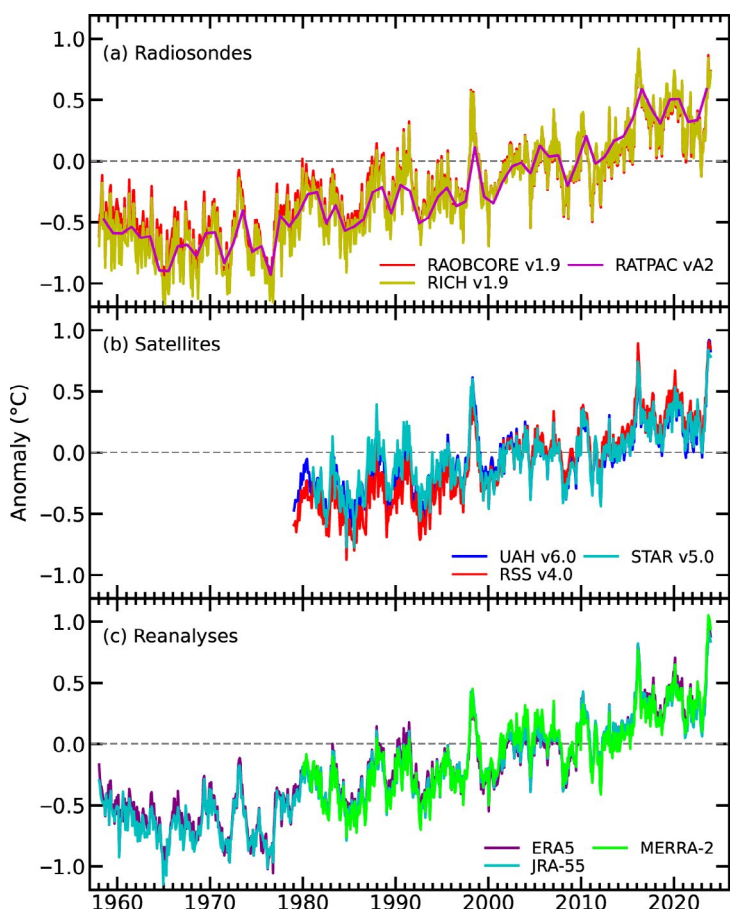 1.0
(a) Radiosondes
0.5
0.0
−0.5
RAOBCORE v1.9 RATPAC vA2
RICH v1.9
−1.0
1.0
(b) Satellites
0.5
Anomaly (°C)
0.0
−0.5
UAH v6.0 STAR v5.0
RSS v4.0
−1.0
1.0
(c) Reanalyses
0.5
0.0
−0.5
ERA5 MERRA-2
JRA-55
−1.0
1960 1970 1980 1990 2000 2010 2020